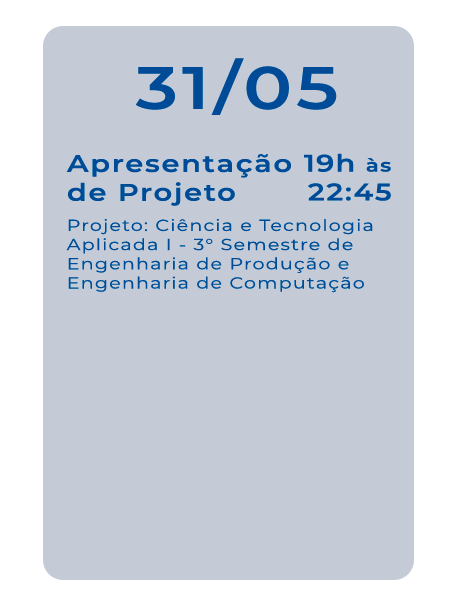 31/05
Apresentação 19h às
de Projeto 22:45
Projeto: Ciência e Tecnologia
Aplicada I - 3° Semestre de
Engenharia de Produção e
Engenharia de Computação